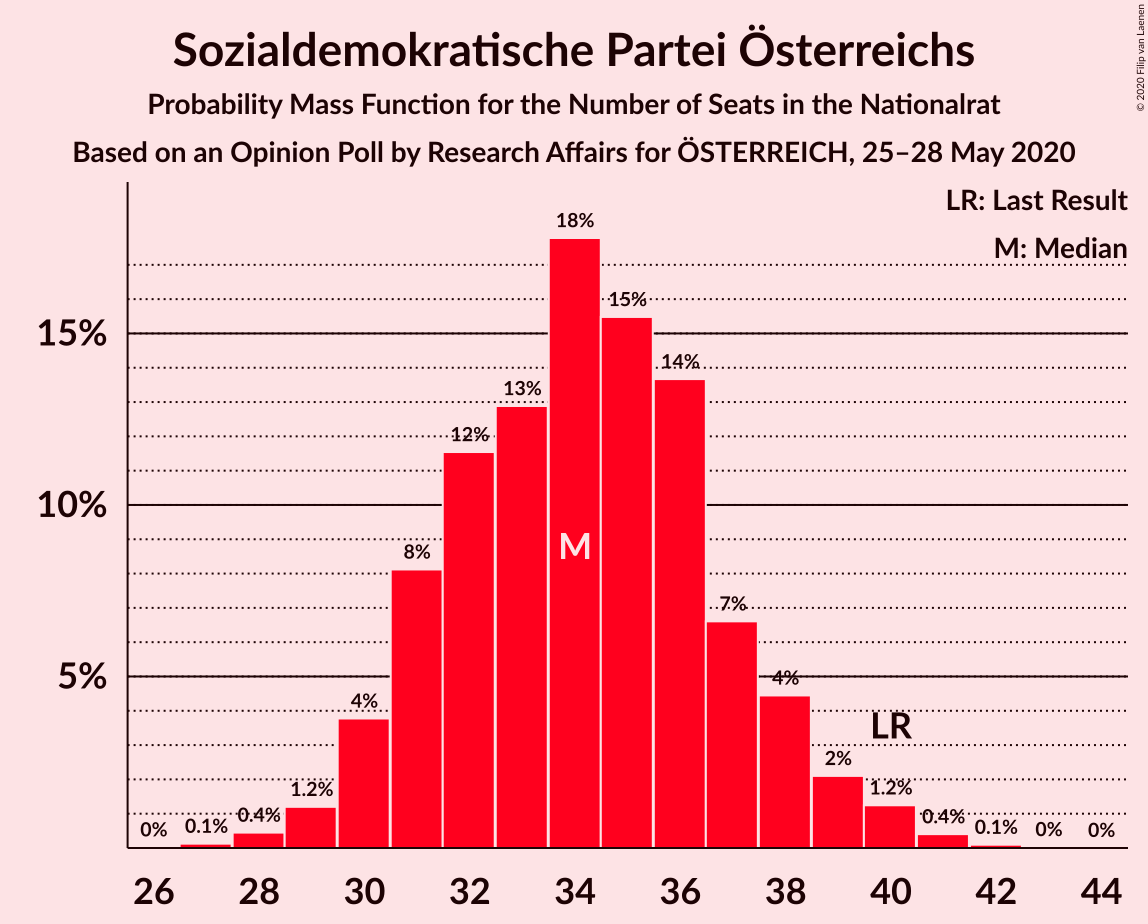 Sozialdemokratische Partei Österreichs
Probability Mass Function for the Number of Seats in the Nationalrat
Based on an Opinion Poll by Research Affairs for ÖSTERREICH, 25–28 May 2020
© 2020 Filip van Laenen
LR: Last Result
M: Median
15%
10%
5%
0%
0.1%
0.4%
1.2%
4%
8%
12%
13%
18%
15%
14%
7%
4%
2%
1.2%
0.4%
0.1%
0%
0%
M
LR
26 28 30 32 34 36 38 40 42 44